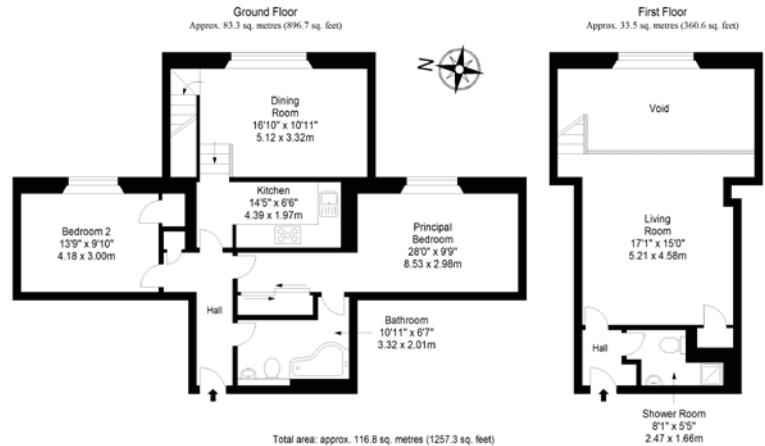 Ground Floor
Approx. 83.3 sq. metres (896.7 sq. feet)
N
Dining
Room
16'10" x 10'11"
5.12 x 3.32m
Kitchen
14'5" x 6'6"
4.39 x 1.97m
Bedroom 2
13'9" x 9'10"
4.18 x 3.00m
Principal
Bedroom
28'0" x 9'9"
8.53 x 2.98m
Hall
Bathroom
10'11" x 6'7"
3.32 x 2.01m
First Floor
Approx. 33.5 sq. metres (360.6 sq. feet)
Void
Living
Room
17'1" x 15'0"
5.21 x 4.58m
Hall
Shower Room
8'1" x 5'5"
2.47 x 1.66m
Total area: approx. 116.8 sq. metres (1257.3 sq. feet)